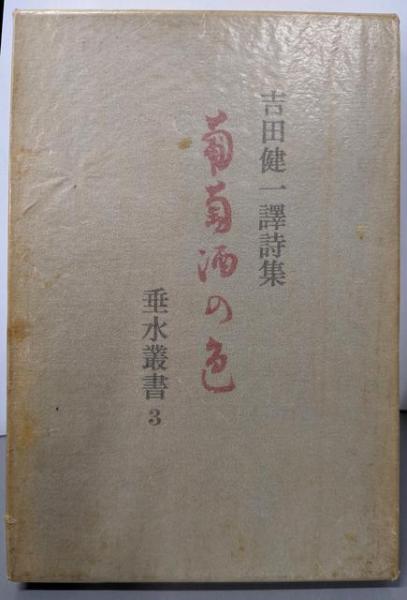 吉田健一譯詩集
葡萄酒の色
垂水叢書3